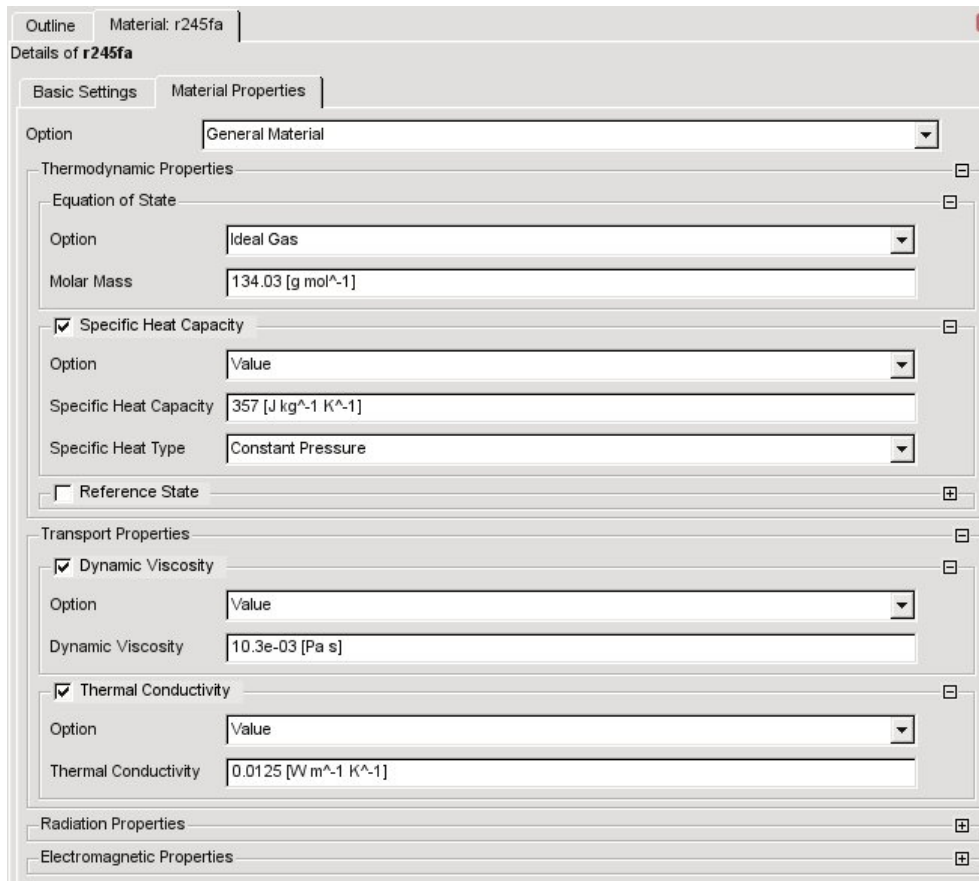 Outline Material: r245fa
Details of r245fa
Basic Settings Material Properties
Option General Material
Thermodynamic Properties
Equation of State
Option Ideal Gas
Molar Mass 134.03 [g mol^-1]
Specific Heat Capacity
Option Value
Specific Heat Capacity 357 [J kg^-1 K^-1]
Specific Heat Type Constant Pressure
Reference State
Transport Properties
Dynamic Viscosity
Option Value
Dynamic Viscosity 10.3e-03 [Pa s]
Thermal Conductivity
Option Value
Thermal Conductivity 0.0125 [W m^-1 K^-1]
Radiation Properties
Electromagnetic Properties